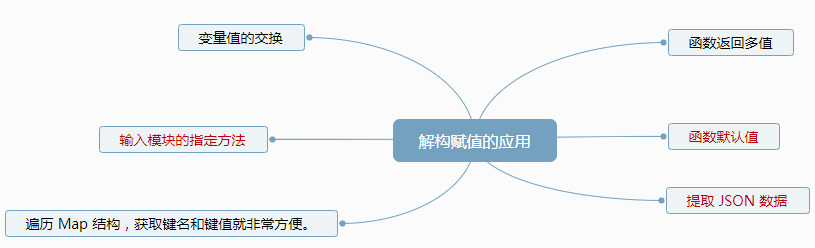 变量值的交换
输入模块的指定方法
遍历 Map 结构，获取键名和键值就非常方便。
解构赋值的应用
函数返回多值
函数默认值
提取 JSON 数据